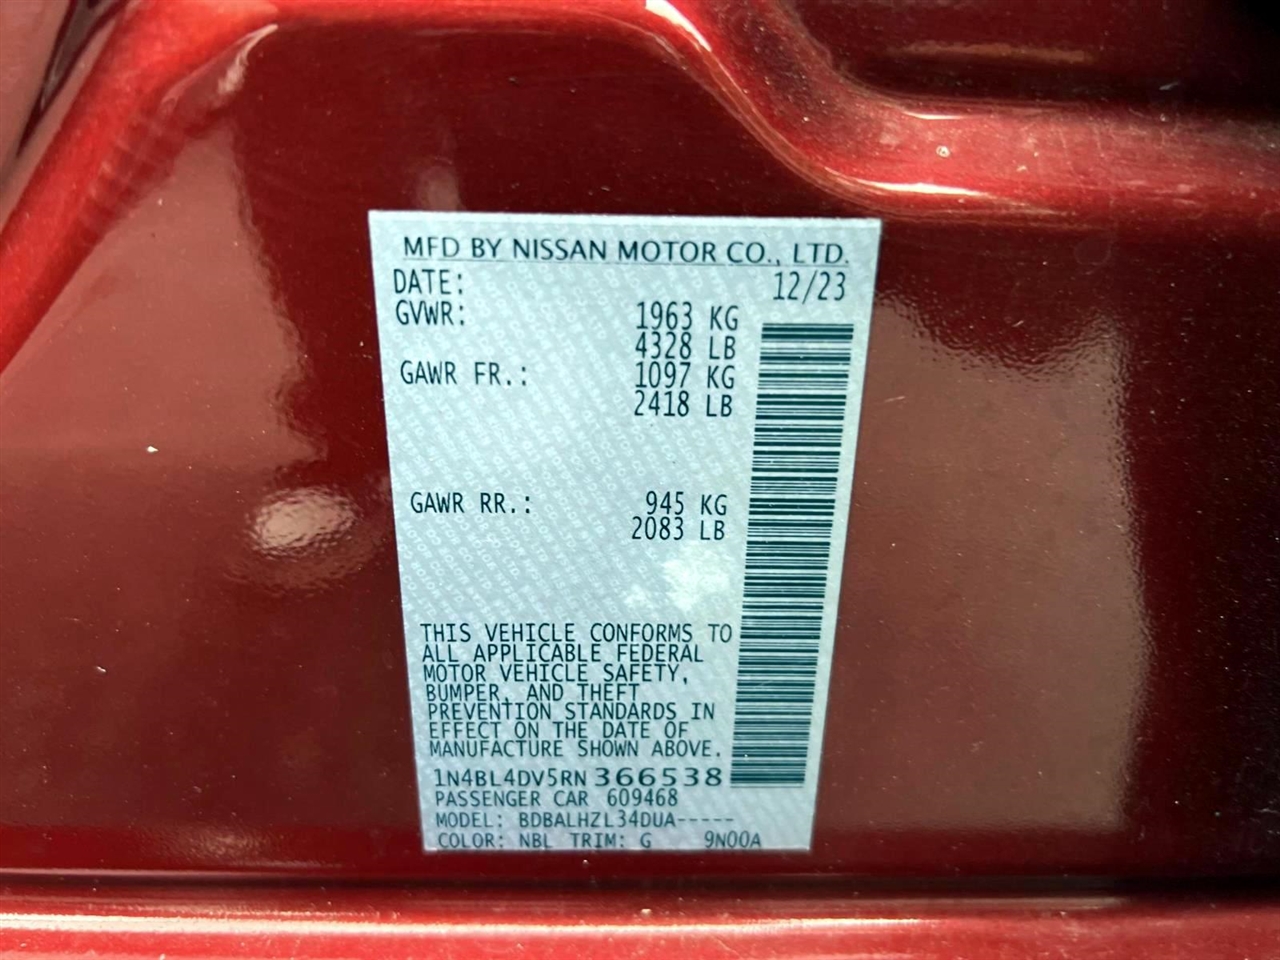 MFD BY NISSAN MOTOR CO., LTD.
DATE: 12/23
GVWR: 1963 KG
4328 LB
GAWR FR.: 1097 KG
2418 LB
GAWR RR.: 945 KG
2083 LB
THIS VEHICLE CONFORMS TO
ALL APPLICABLE FEDERAL
MOTOR VEHICLE SAFETY,
BUMPER, AND THEFT
PREVENTION STANDARDS IN
EFFECT ON THE DATE OF
MANUFACTURE SHOWN ABOVE.
1N4BL4DV5RN366538
PASSENGER CAR 609468
MODEL: BDBALHZL34DUA-----
COLOR: NBL TRIM: G 9N00A